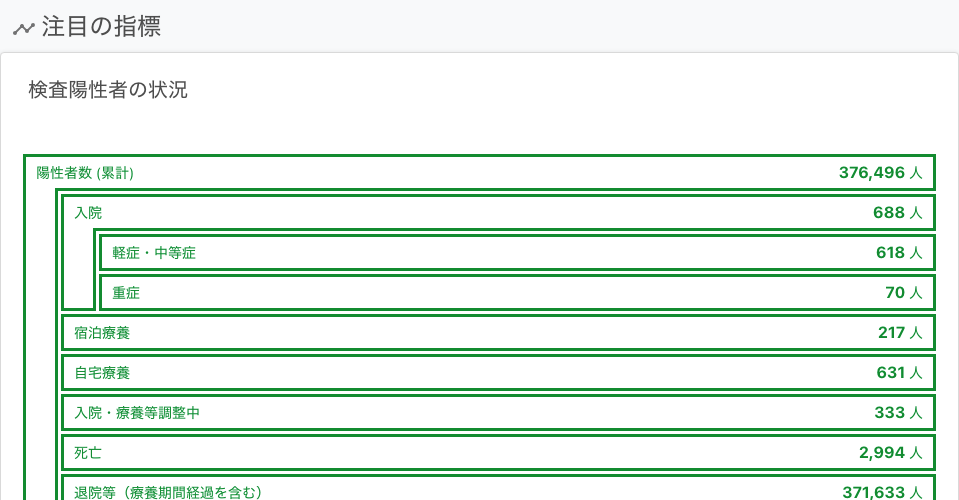 注目の指標
検査陽性者の状況
陽性者数 (累計) 376,496 人
入院 688 人
軽症・中等症 618 人
重症 70 人
宿泊療養 217 人
自宅療養 631 人
入院・療養等調整中 333 人
死亡 2,994 人
退院等（療養期間経過を含む） 371,633 人